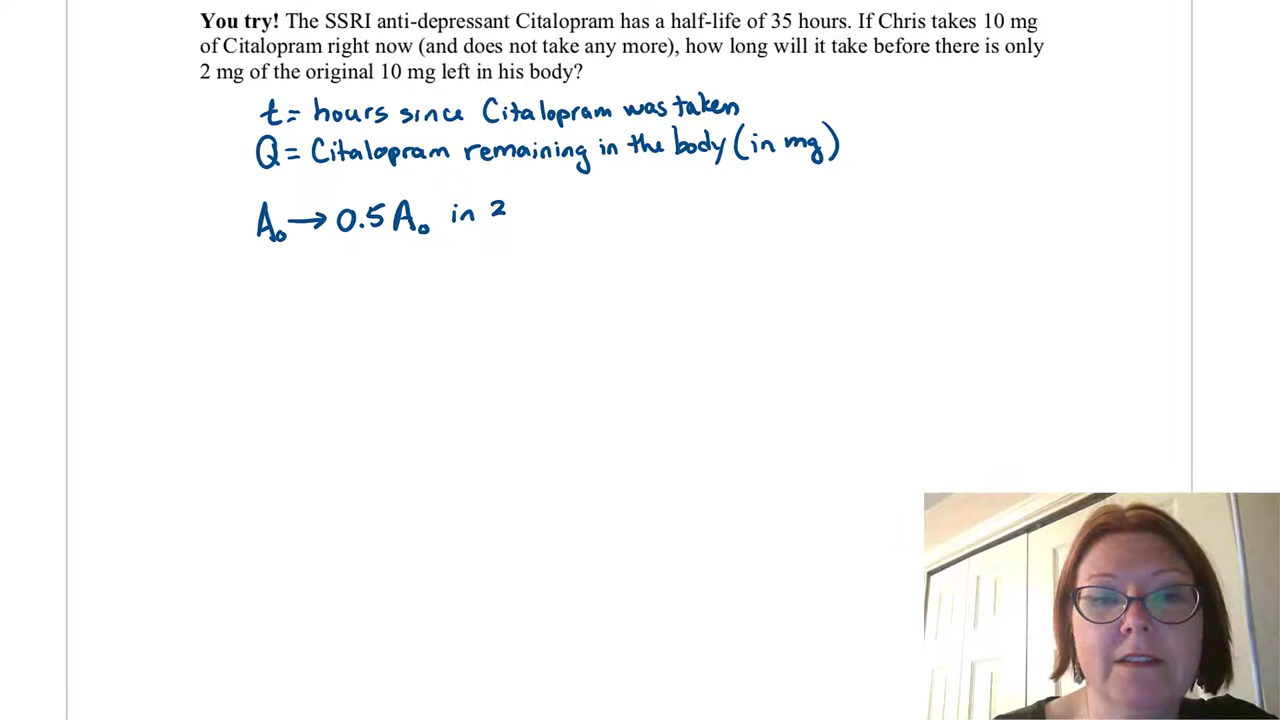 You try! The SSRI anti-depressant Citalopram has a half-life of 35 hours. If Chris takes 10 mg
of Citalopram right now (and does not take any more), how long will it take before there is only
2 mg of the original 10 mg left in his body?
t = hours since Citalopram was taken
Q = Citalopram remaining in the body (in mg)
A₀ → 0.5 A₀ in 2